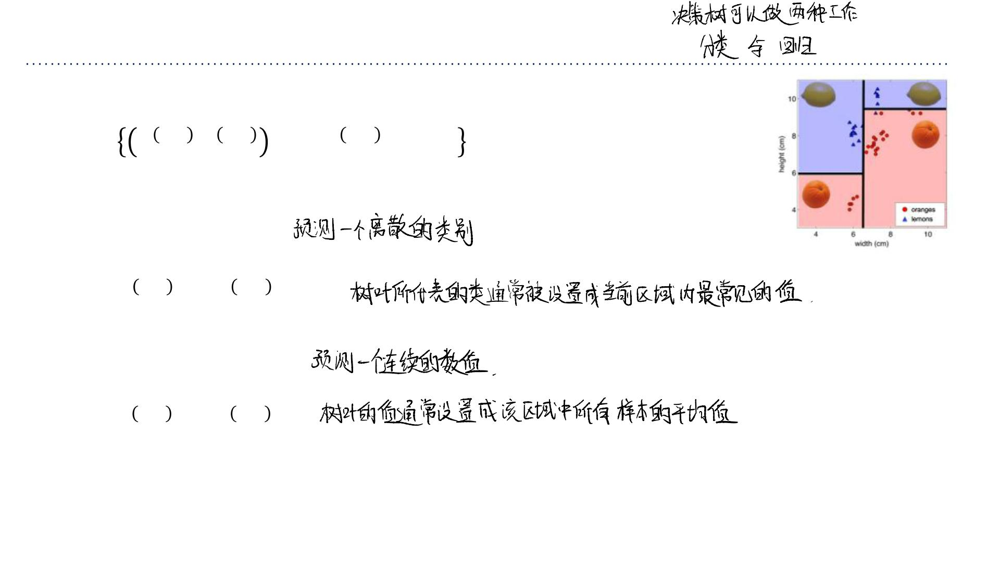 决策树可以做两种工作
分类 与 回归
{( ( ) ( ) ) ( ) }
10
8
6
4
height (cm)
oranges
lemons
4 6 8 10
width (cm)
预测一个离散的类别
( ) ( ) 树叶所代表的类通常被设置成当前区域内最常见的值.
预测一个连续的数值.
( ) ( ) 树叶的值通常设置成该区域中所有样本的平均值